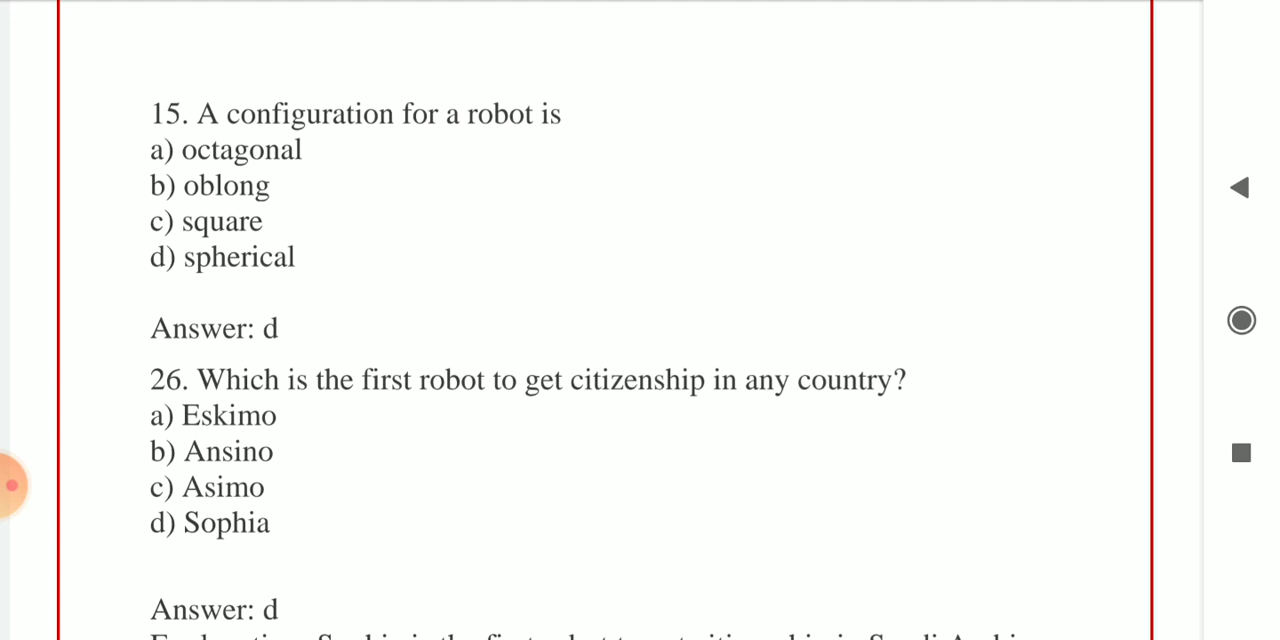 15. A configuration for a robot is
a) octagonal
b) oblong
c) square
d) spherical
Answer: d
26. Which is the first robot to get citizenship in any country?
a) Eskimo
b) Ansino
c) Asimo
d) Sophia
Answer: d